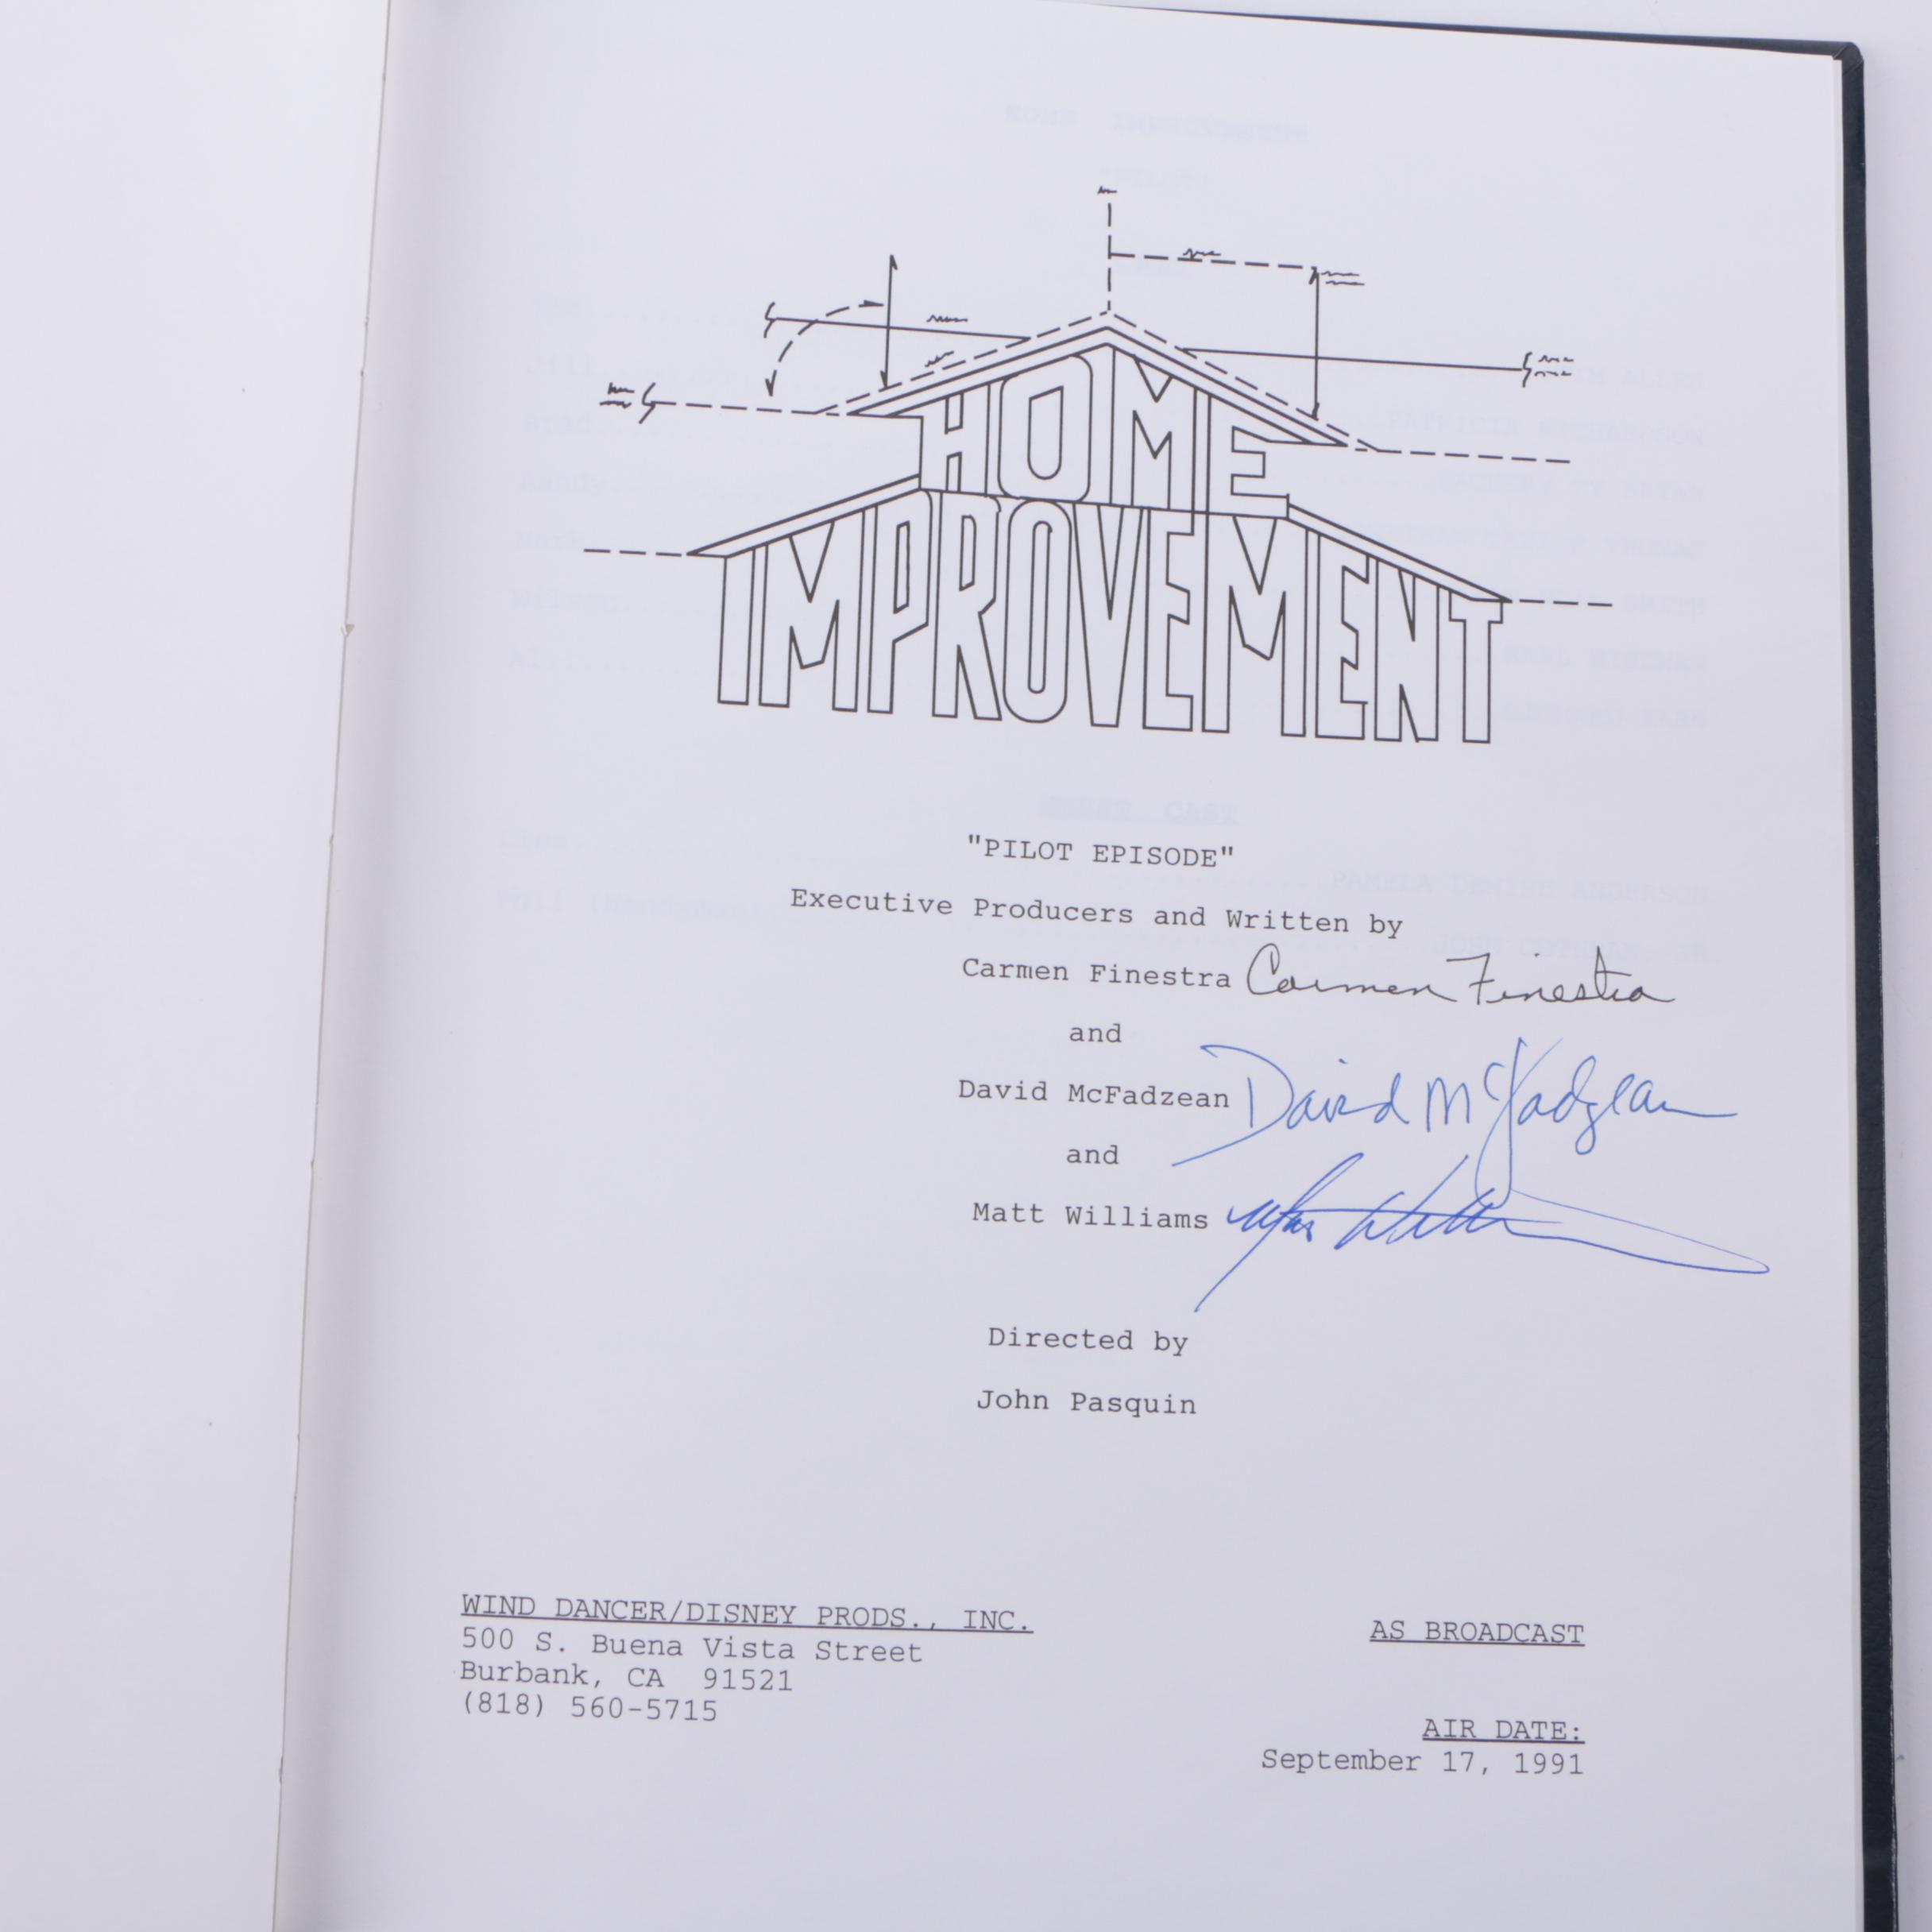 HOME
IMPROVEMENT
"PILOT EPISODE"
Executive Producers and Written by
Carmen Finestra Carmen Finestra
and
David McFadzean David McFadzean
and
Matt Williams
Directed by
John Pasquin
WIND DANCER/DISNEY PRODS., INC.
500 S. Buena Vista Street
Burbank, CA 91521
(818) 560-5715
AS BROADCAST
AIR DATE:
September 17, 1991